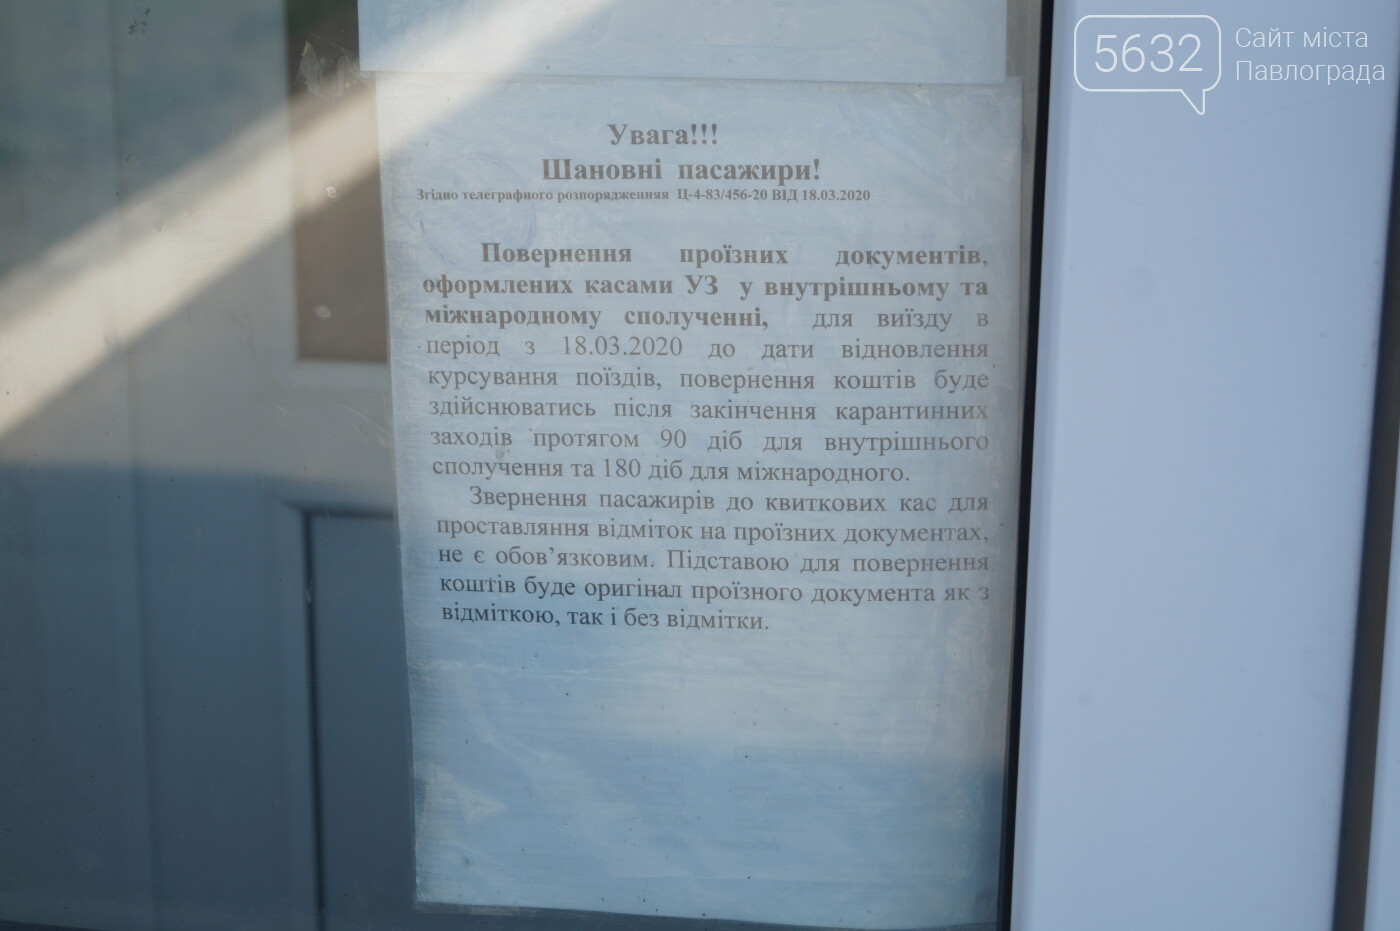 5632
Сайт міста
Павлограда
Увага!!!
Шановні пасажири!
Згідно телеграфного розпорядженняя Ц-4-83/456-20 ВІД 18.03.2020
Повернення проїзних документів,
оформлених касами УЗ у внутрішньому та
міжнародному сполученні, для виїзду в
період з 18.03.2020 до дати відновлення
курсування поїздів, повернення коштів буде
здійснюватись після закінчення карантинних
заходів протягом 90 діб для внутрішнього
сполучення та 180 діб для міжнародного.
Звернення пасажирів до квиткових кас для
проставляння відміток на проїзних документах,
не є обов’язковим. Підставою для повернення
коштів буде оригінал проїзного документа як з
відміткою, так і без відмітки.